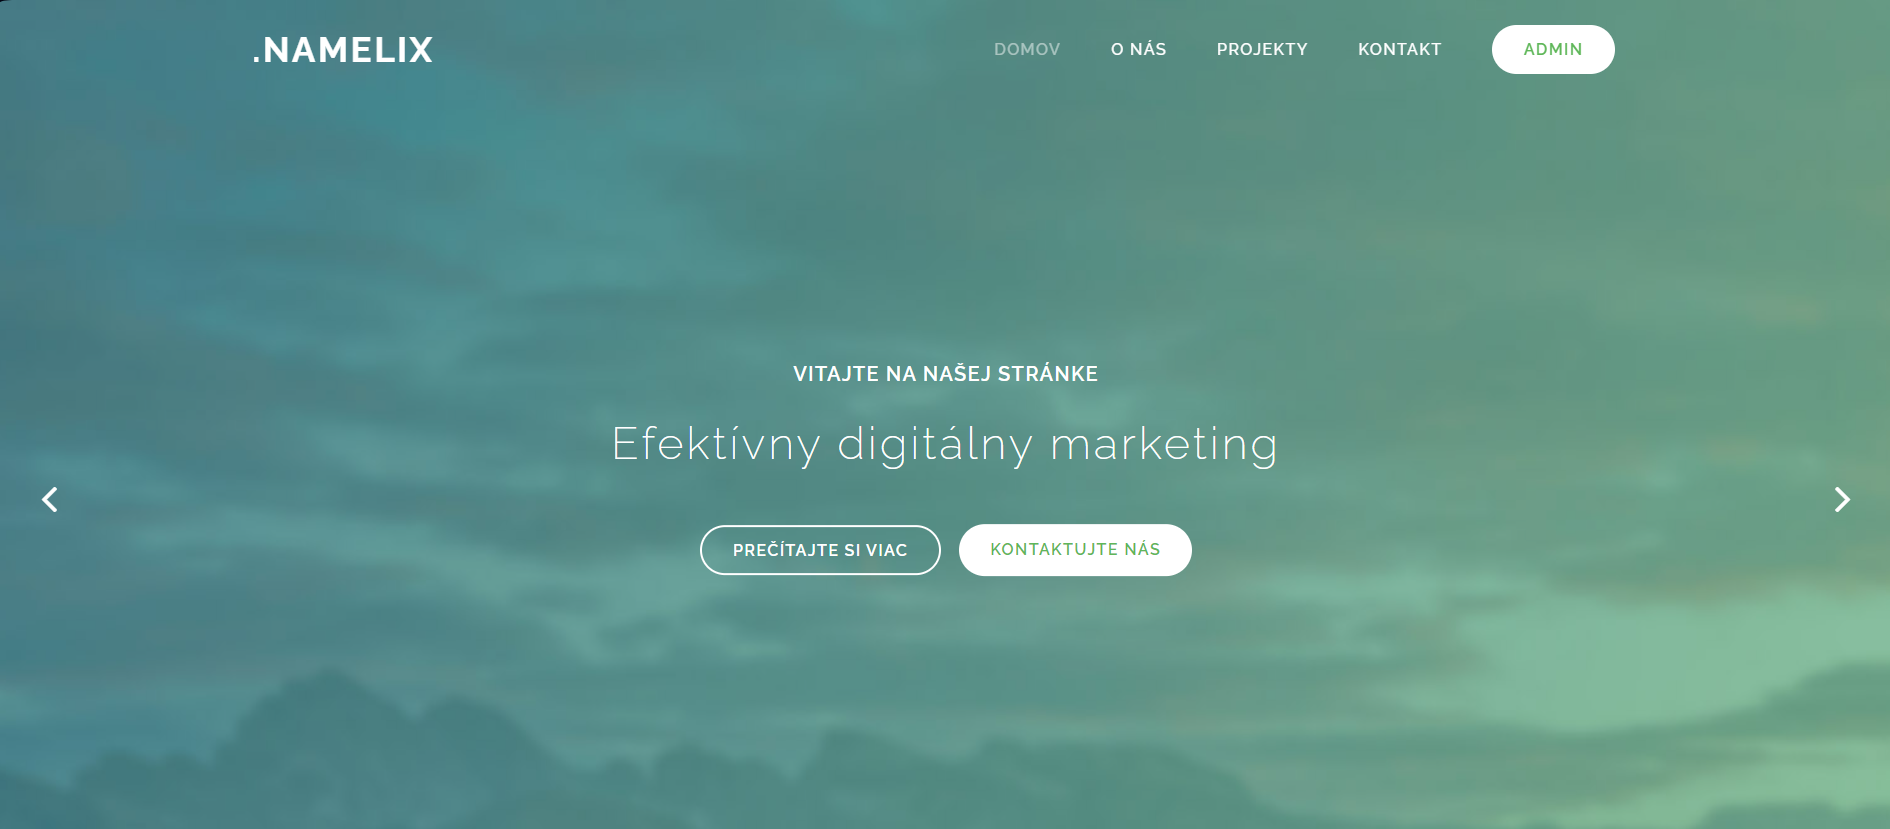 .NAMELIX
DOMOV
O NÁS
PROJEKTY
KONTAKT
ADMIN
VITAJTE NA NAŠEJ STRÁNKE
Efektívny digitálny marketing
PREČÍTAJTE SI VIAC
KONTAKTUJTE NÁS